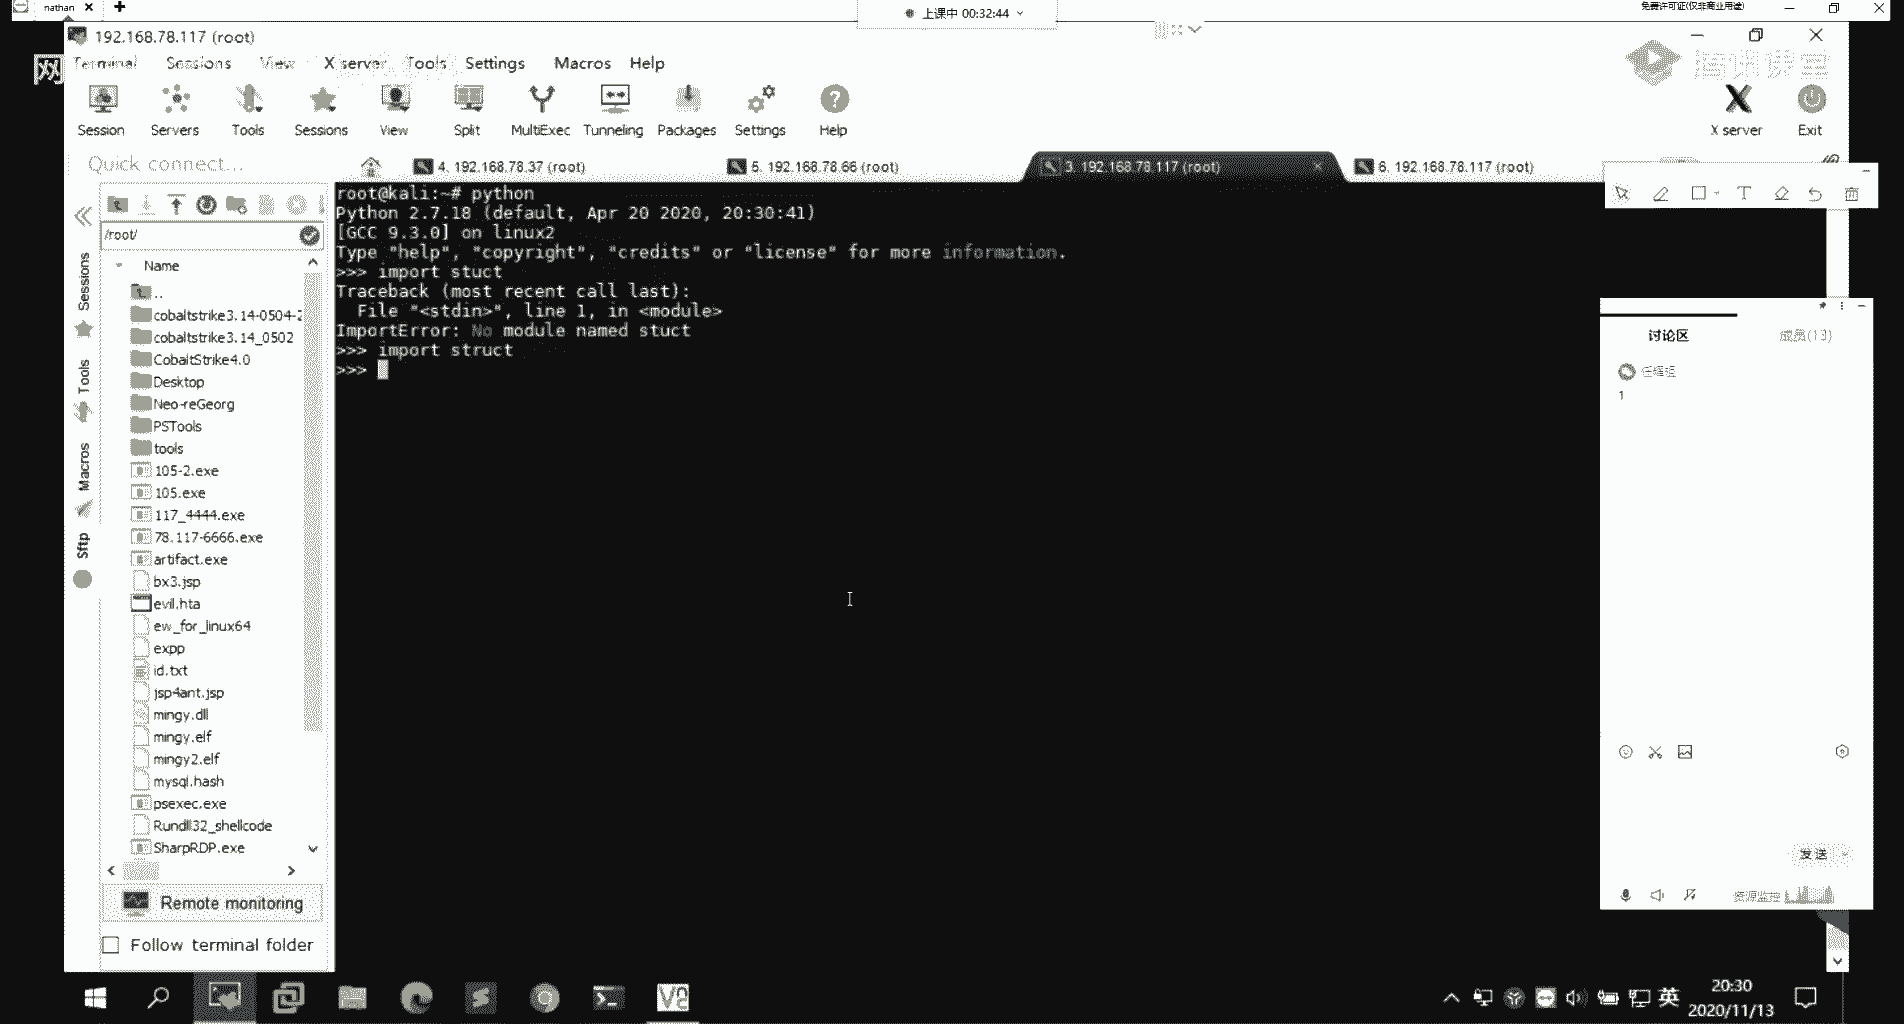 nathan
上课中 00:32:44
免费许可证(仅非商业用途)
网
192.168.78.117 (root)
腾讯课堂
Terminal Sessions View X server Tools Settings Macros Help
Session Servers Tools Sessions View Split MultiExec Tunneling Packages Settings Help X server Exit
Quick connect...
4. 192.168.78.37 (root)
5. 192.168.78.66 (root)
3. 192.168.78.117 (root)
6. 192.168.78.117 (root)
/root/
Name
..
cobaltstrike3.14-0504-2
cobaltstrike3.14_0502
CobaltStrike4.0
Desktop
Neo-reGeorg
PSTools
tools
105-2.exe
105.exe
117_4444.exe
78.117-6666.exe
artifact.exe
bx3.jsp
evil.hta
ew_for_linux64
expp
id.txt
jsp4ant.jsp
mingy.dll
mingy.elf
mingy2.elf
mysql.hash
psexec.exe
Rundll32_shellcode
SharpRDP.exe
Remote monitoring
Follow terminal folder
Sessions
Tools
Macros
Sftp
root@kali:~# python
Python 2.7.18 (default, Apr 20 2020, 20:30:41)
[GCC 9.3.0] on linux2
Type "help", "copyright", "credits" or "license" for more information.
>>> import stuct
Traceback (most recent call last):
  File "<stdin>", line 1, in <module>
ImportError: No module named stuct
>>> import struct
>>>
讨论区
成员(13)
1
发送
资源监控
英
20:30
2020/11/13